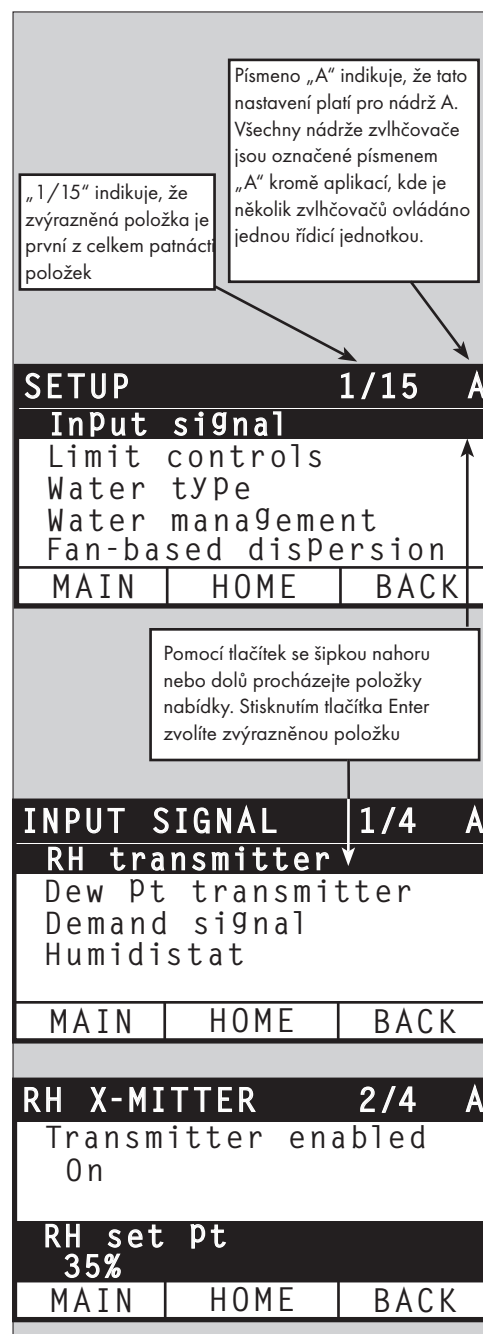 Písmeno „A“ indikuje, že tato
nastavení platí pro nádrž A.
Všechny nádrže zvlhčovače
jsou označené písmenem
„A“ kromě aplikací, kde je
několik zvlhčovačů ovládáno
jednou řídicí jednotkou.
„1/15“ indikuje, že
zvýrazněná položka je
první z celkem patnácti
položek
SETUP 1/15 A
Input signal
Limit controls
Water type
Water management
Fan-based dispersion
MAIN HOME BACK
Pomocí tlačítek se šipkou nahoru
nebo dolů procházejte položky
nabídky. Stisknutím tlačítka Enter
zvolíte zvýrazněnou položku
INPUT SIGNAL 1/4 A
RH transmitter
Dew Pt transmitter
Demand signal
Humidistat
MAIN HOME BACK
RH X-MITTER 2/4 A
Transmitter enabled
On
RH set Pt
35%
MAIN HOME BACK